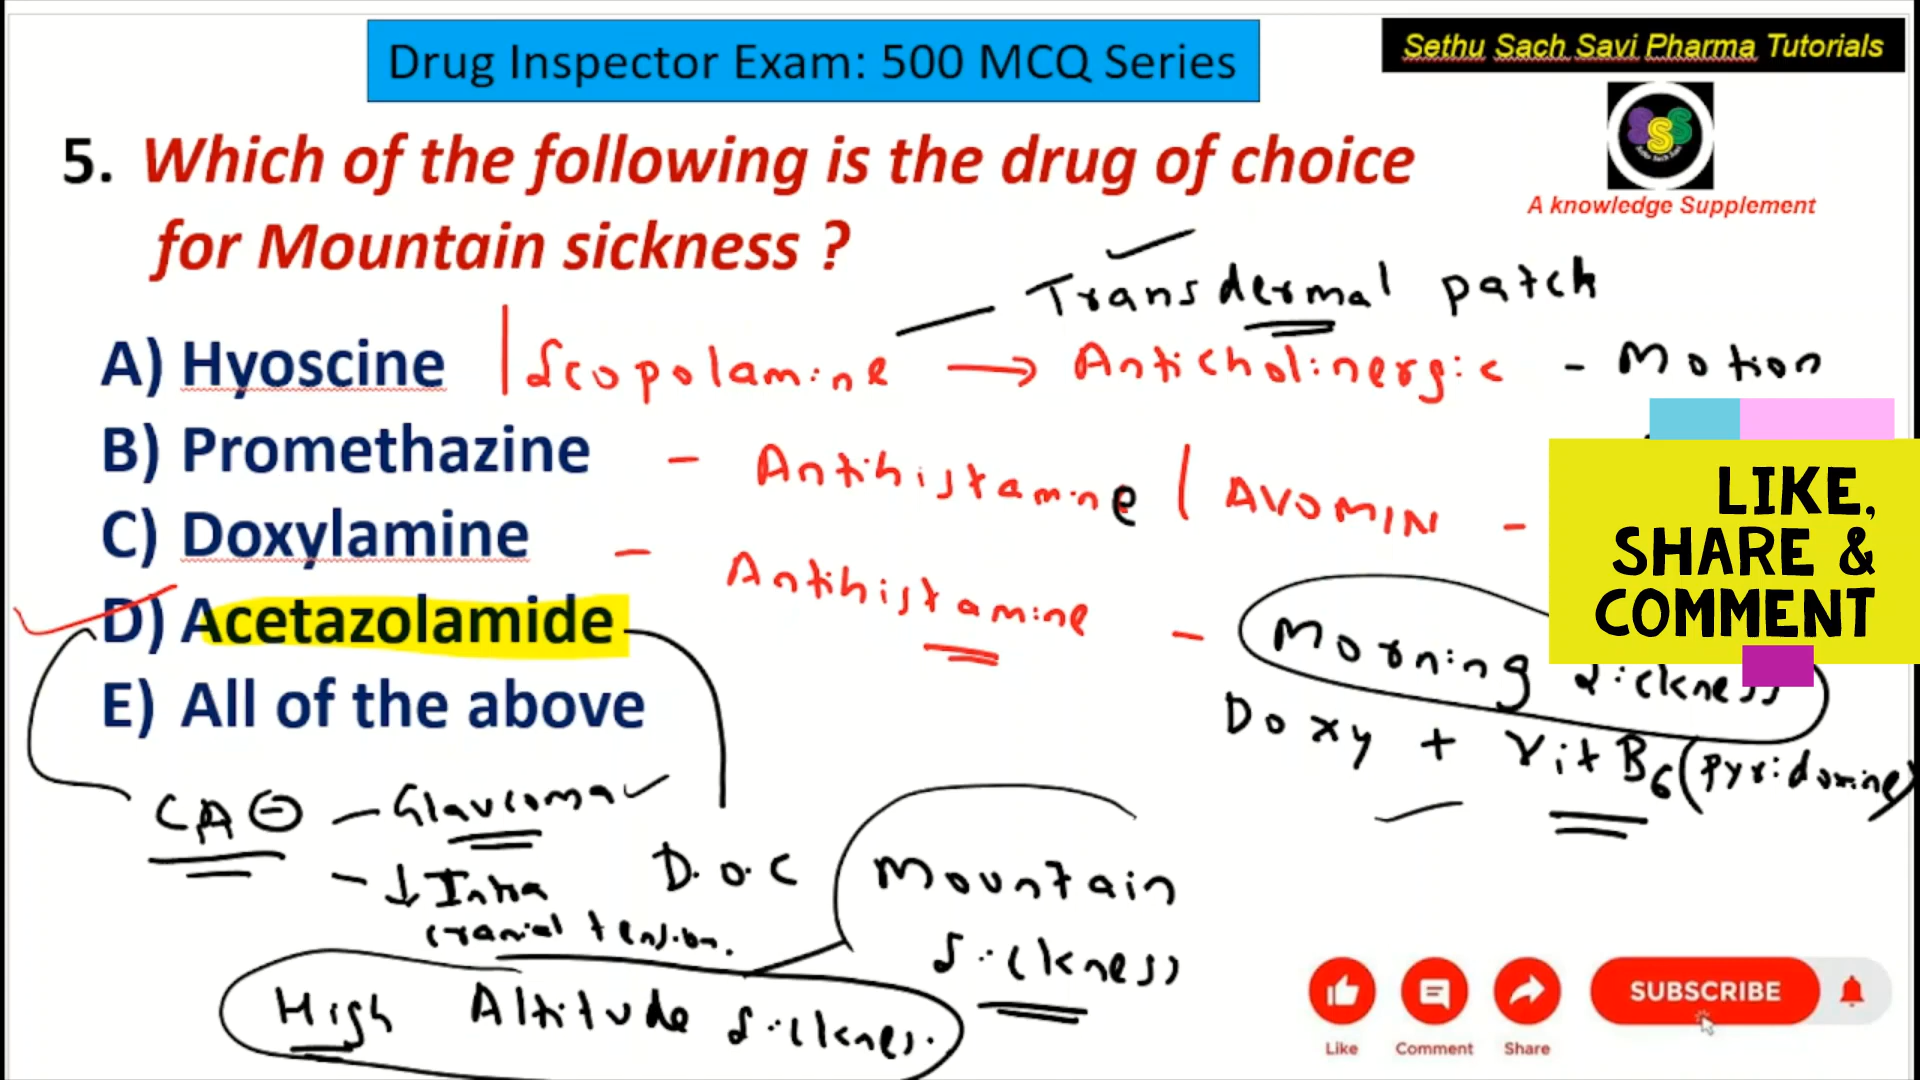 Drug Inspector Exam: 500 MCQ Series
Sethu Sach Savi Pharma Tutorials
SSS
A knowledge Supplement
5. Which of the following is the drug of choice
for Mountain sickness ?
Transdermal patch
A) Hyoscine | Scopolamine → Anticholinergic - Motion
B) Promethazine - Antihistamine | AVOMIN -
C) Doxylamine - Antihistamine - Morning Sickness
D) Acetazolamide
E) All of the above
Doxy + Vit B6 (Pyridoxine)
LIKE,
SHARE &
COMMENT
CA ⊖ - Glaucoma ✓
- ↓ Intra
cranial tension.
D.O.C Mountain
Sickness
High Altitude Sickness.
SUBSCRIBE
Like Comment Share